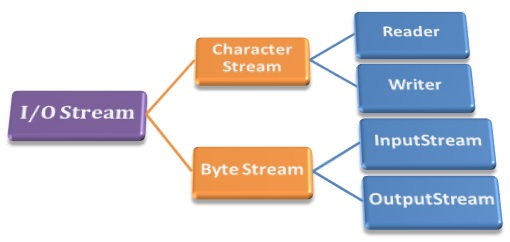 I/O Stream
Character
Stream
Reader
Writer
Byte Stream
InputStream
OutputStream